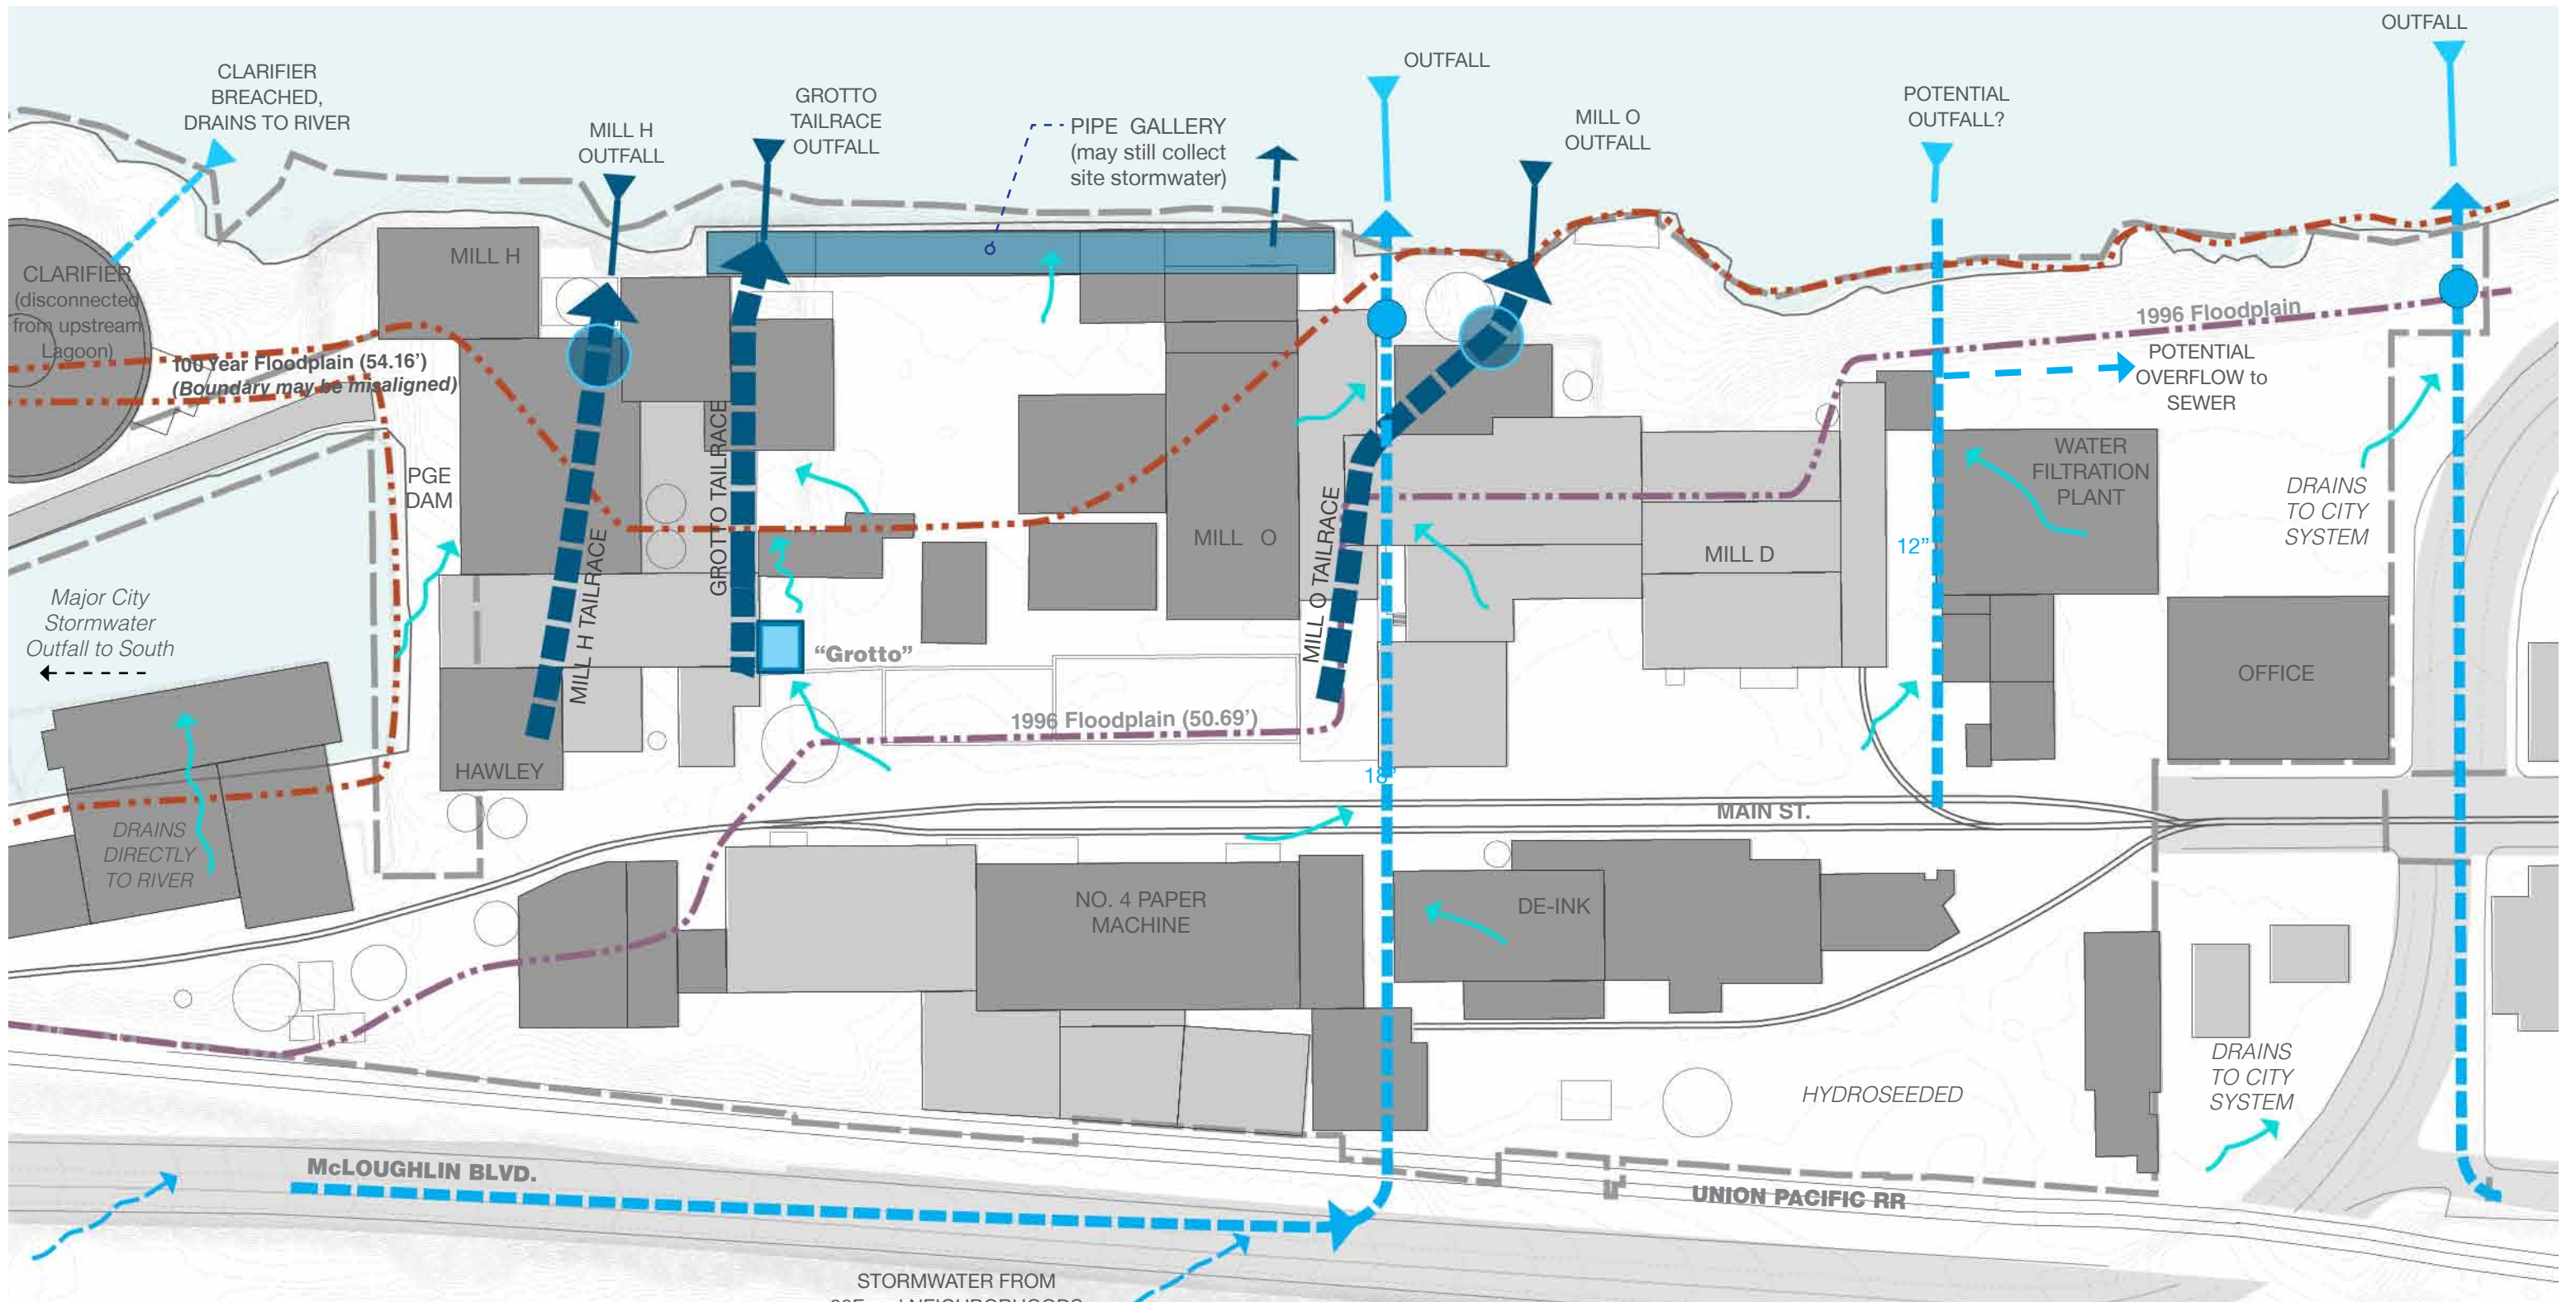 OUTFALL
OUTFALL
CLARIFIER
BREACHED,
DRAINS TO RIVER
GROTTO
TAILRACE
OUTFALL
POTENTIAL
OUTFALL?
MILL H
OUTFALL
PIPE GALLERY
(may still collect
site stormwater)
MILL O
OUTFALL
MILL H
CLARIFIER
(disconnected
from upstream
Lagoon)
1996 Floodplain
100 Year Floodplain (54.16’)
(Boundary may be misaligned)
POTENTIAL
OVERFLOW to
SEWER
PGE
DAM
WATER
FILTRATION
PLANT
DRAINS
TO CITY
SYSTEM
GROTTO TAILRACE
MILL H TAILRACE
MILL O TAILRACE
MILL O
MILL D
12”
Major City
Stormwater
Outfall to South
“Grotto”
OFFICE
1996 Floodplain (50.69’)
HAWLEY
18”
MAIN ST.
DRAINS
DIRECTLY
TO RIVER
NO. 4 PAPER
MACHINE
DE-INK
HYDROSEEDED
DRAINS
TO CITY
SYSTEM
McLOUGHLIN BLVD.
UNION PACIFIC RR
STORMWATER FROM